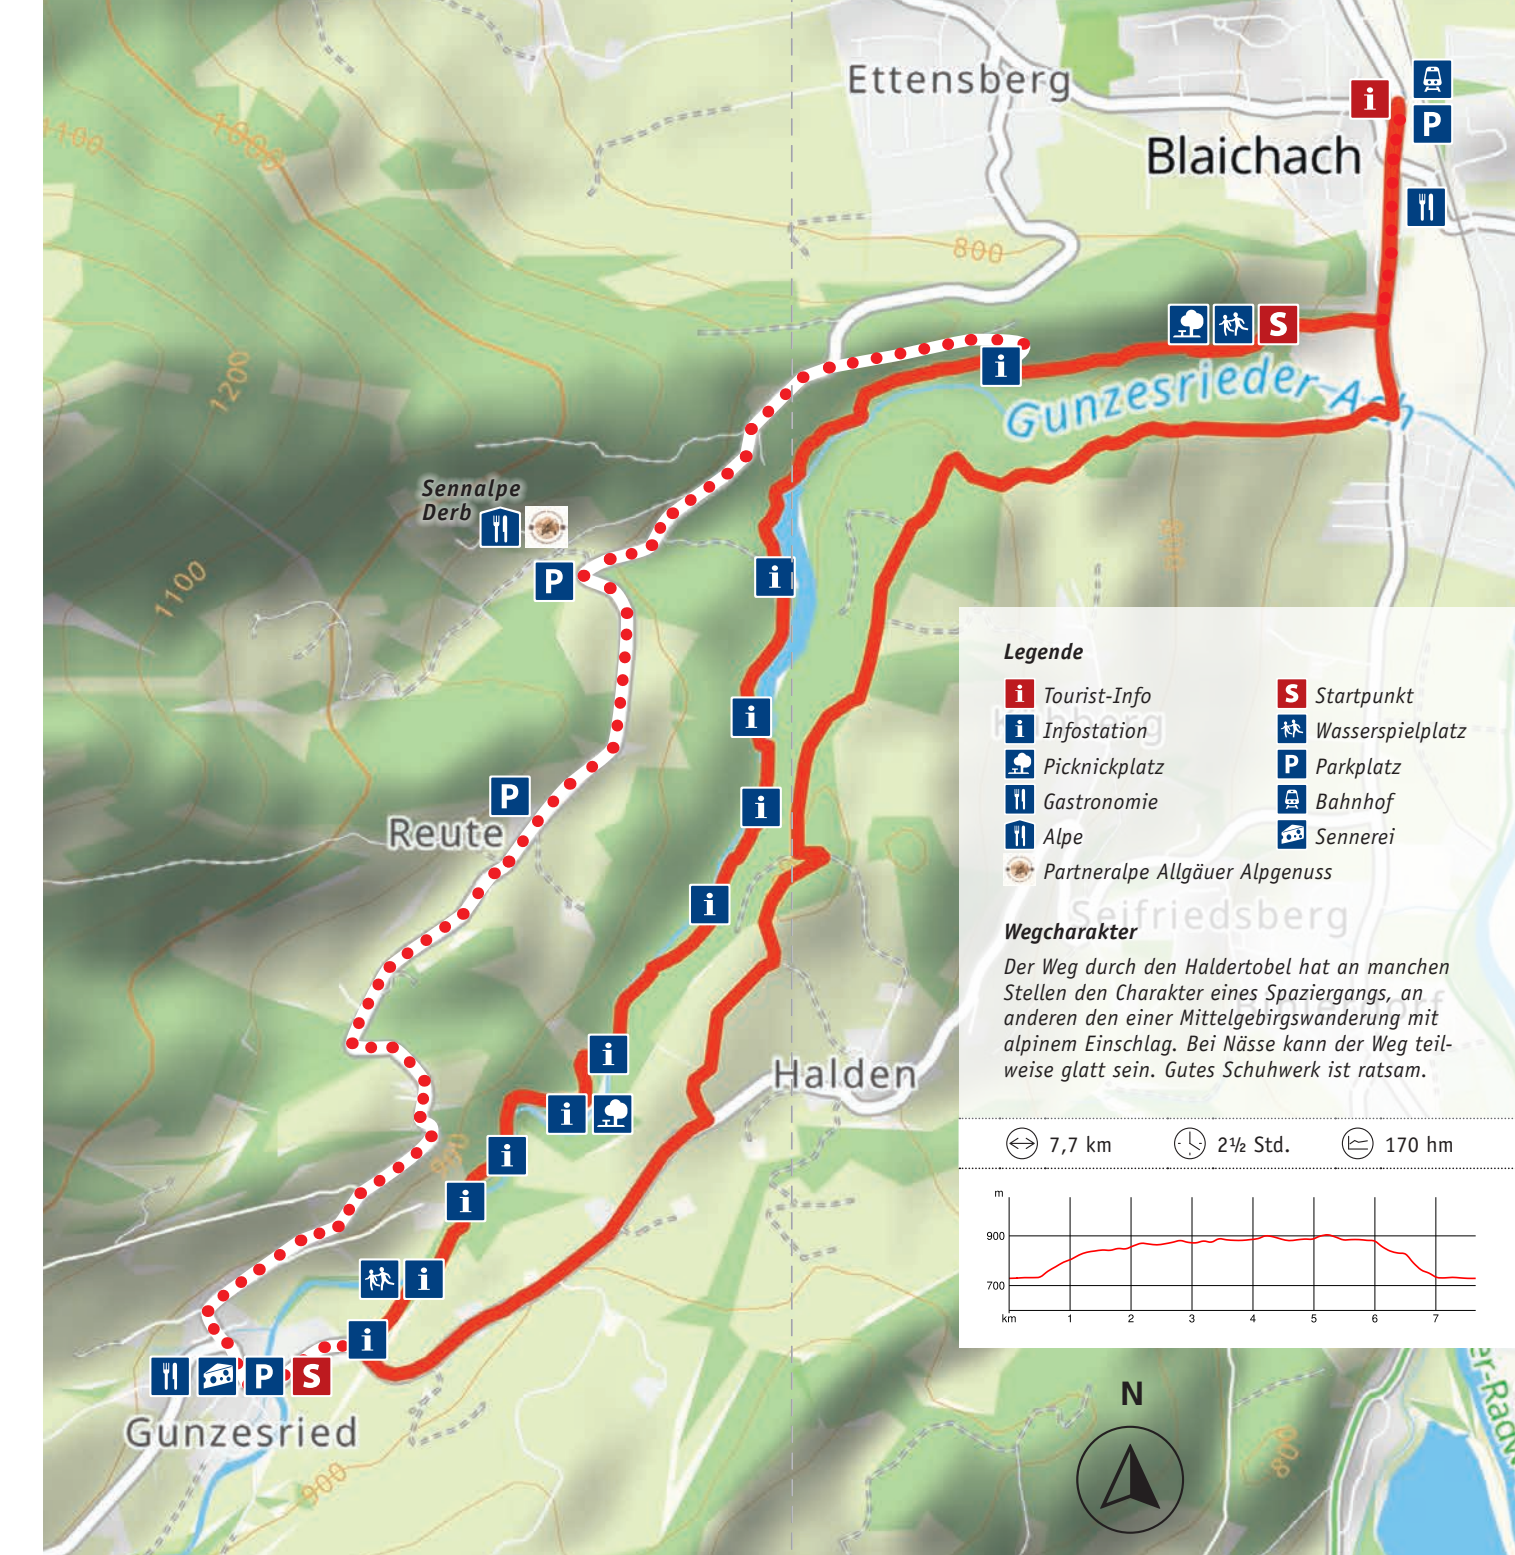 Ettensberg
i
P
Blaichach
1100
1000
800
S
i
Gunzesrieder-Ach
1200
Sennalpe
Derb
P
i
1100
i
P
Reute
i
i
i
Halden
i
i
i
i
i
P
S
Gunzesried
900
Legende
i Tourist-Info
S Startpunkt
i Infostation
Wasserspielplatz
Picknickplatz
P Parkplatz
Gastronomie
Bahnhof
Alpe
Sennerei
Partneralpe Allgäuer Alpgenuss
Seifriedsberg
Wegcharakter
Der Weg durch den Haldertobel hat an manchen
Stellen den Charakter eines Spaziergangs, an
anderen den einer Mittelgebirgswanderung mit
alpinem Einschlag. Bei Nässe kann der Weg teil-
weise glatt sein. Gutes Schuhwerk ist ratsam.
7,7 km
2½ Std.
170 hm
m
900
700
km 1 2 3 4 5 6 7
N
800